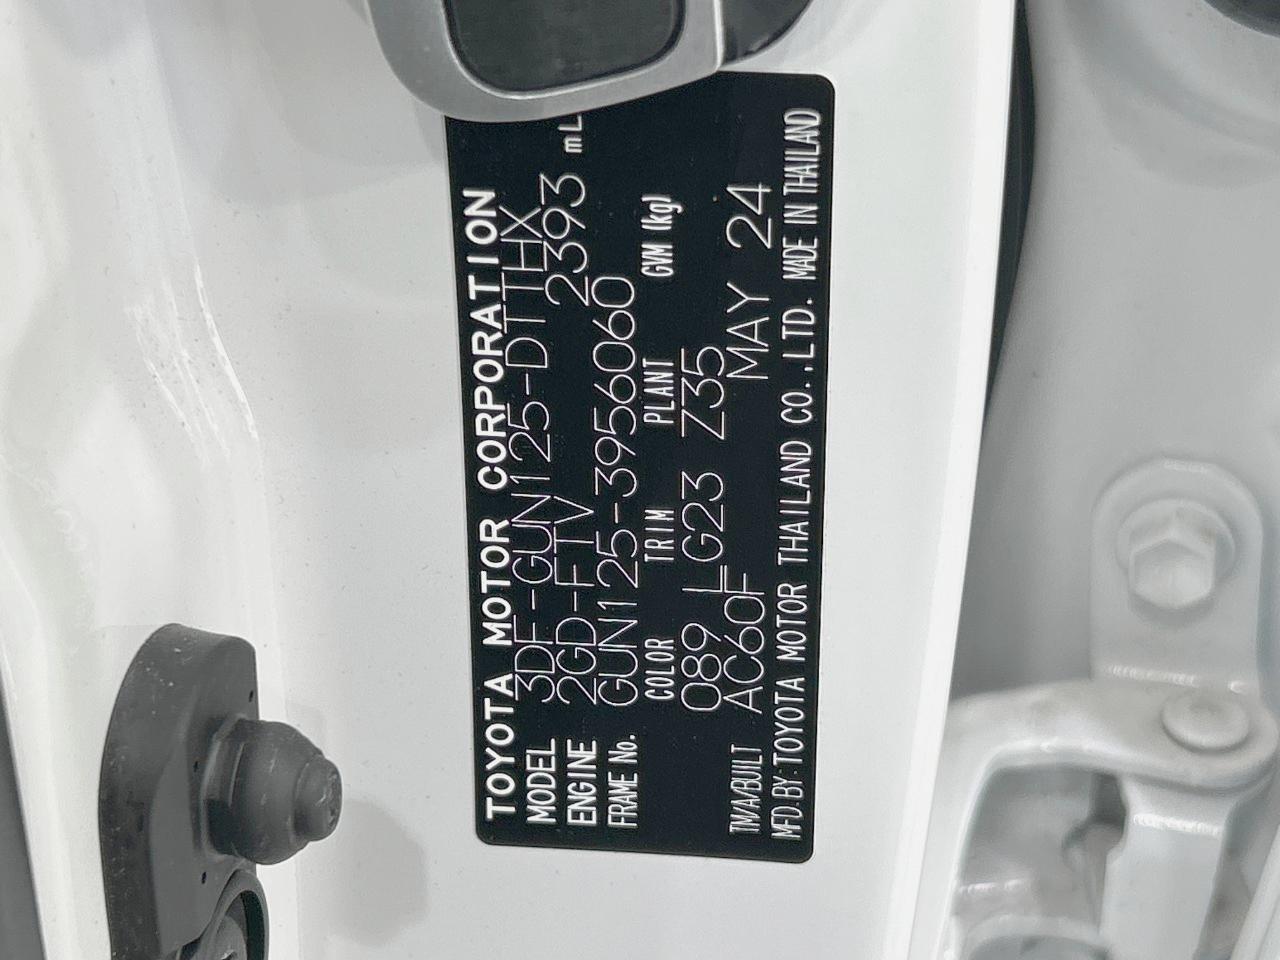 TOYOTA MOTOR CORPORATION
MODEL 3DF-GUN125-DTTHX
ENGINE 2GD-FTV 2393 mL
FRAME No. GUN125-3956060
COLOR TRIM PLANT GVM (kg)
089 LG23 Z35
TM/A/BUILT AC60F MAY 24
MFD. BY: TOYOTA MOTOR THAILAND CO.,LTD. MADE IN THAILAND